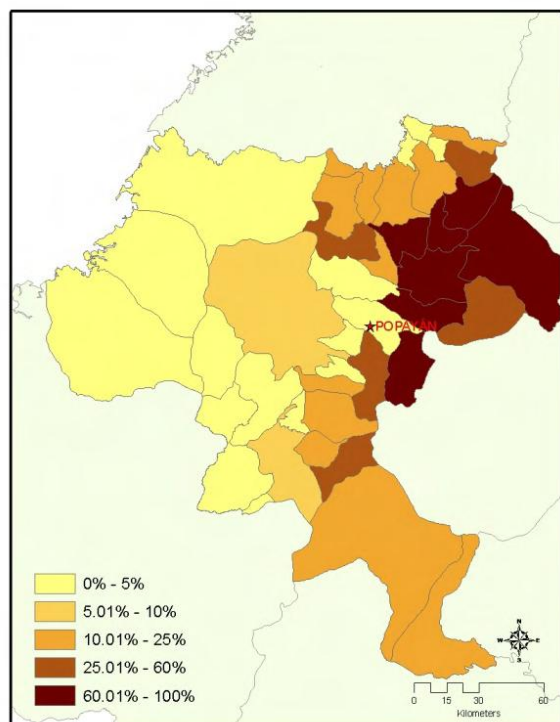 POPAYÁN
0% - 5%
5.01% - 10%
10.01% - 25%
25.01% - 60%
60.01% - 100%
N
W E
S
0 15 30 60
Kilometers